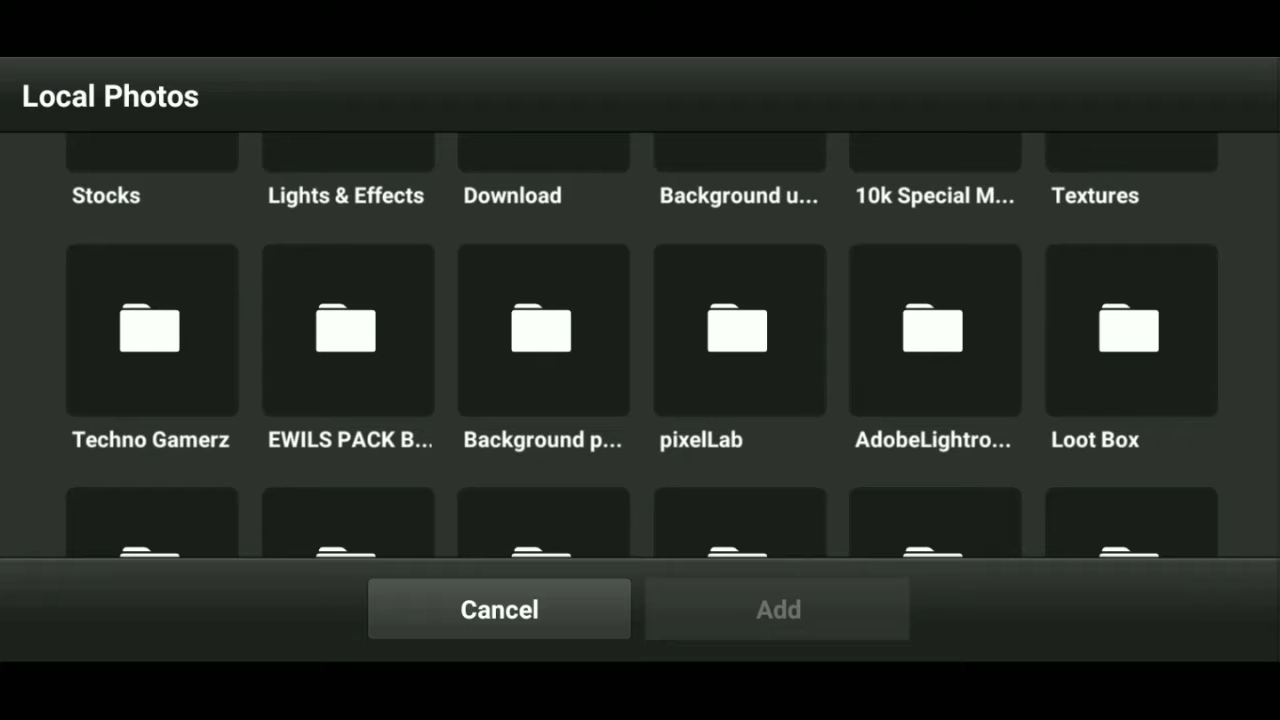 Local Photos
Stocks
Lights & Effects
Download
Background u...
10k Special M...
Textures
Techno Gamerz
EWILS PACK B...
Background p...
pixelLab
AdobeLightro...
Loot Box
Cancel
Add